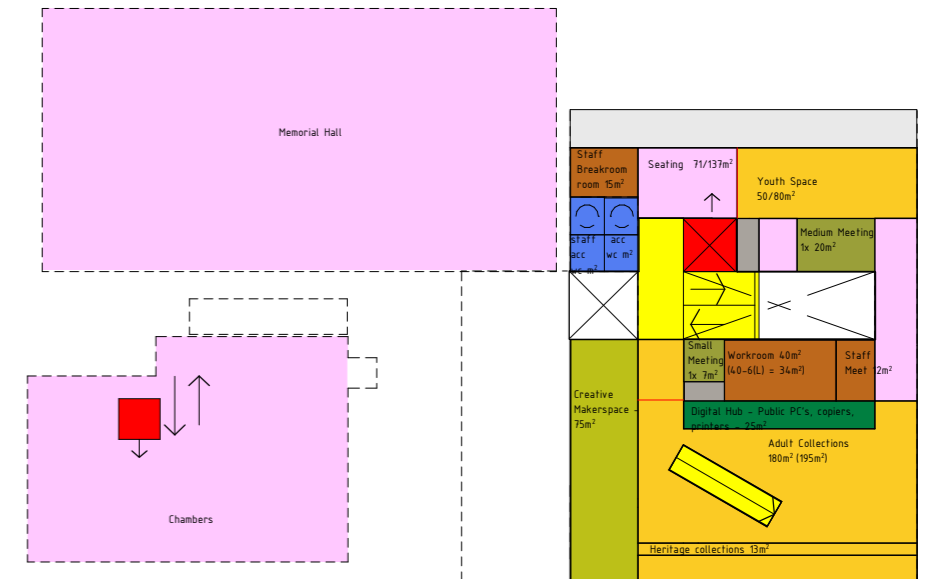 Memorial Hall
Staff
Breakroom
room 15m²
Seating 71/137m²
Youth Space
50/80m²
staff
acc
wc m²
acc
wc m²
Medium Meeting
1x 20m²
Small
Meeting
1x 7m²
Workroom 40m²
(40-6(L) = 34m²)
Staff
Meet 12m²
Creative
Makerspace -
75m²
Digital Hub - Public PC's, copiers,
printers - 25m²
Adult Collections
180m² (195m²)
Chambers
Heritage collections 13m²